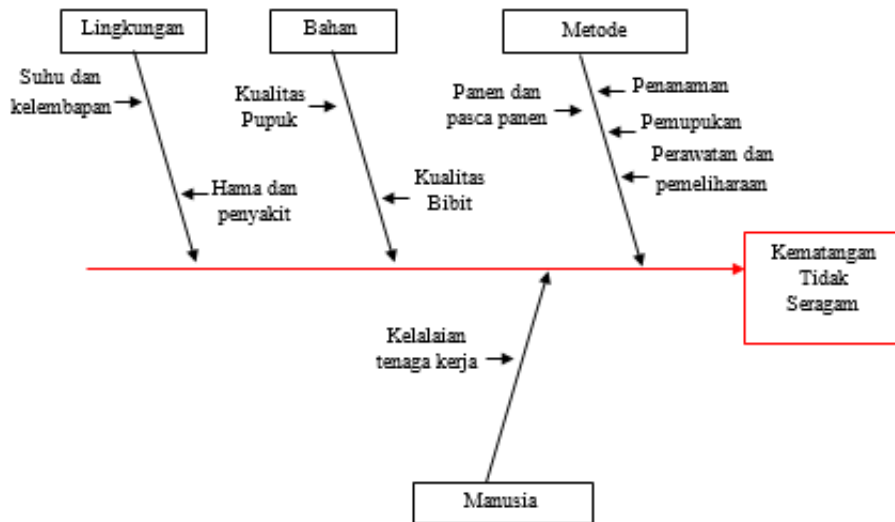 Lingkungan
Bahan
Metode
Suhu dan
kelembapan
Hama dan
penyakit
Kualitas
Pupuk
Kualitas
Bibit
Panen dan
pasca panen
Penanaman
Pemupukan
Perawatan dan
pemeliharaan
Kematangan
Tidak
Seragam
Kelalaian
tenaga kerja
Manusia